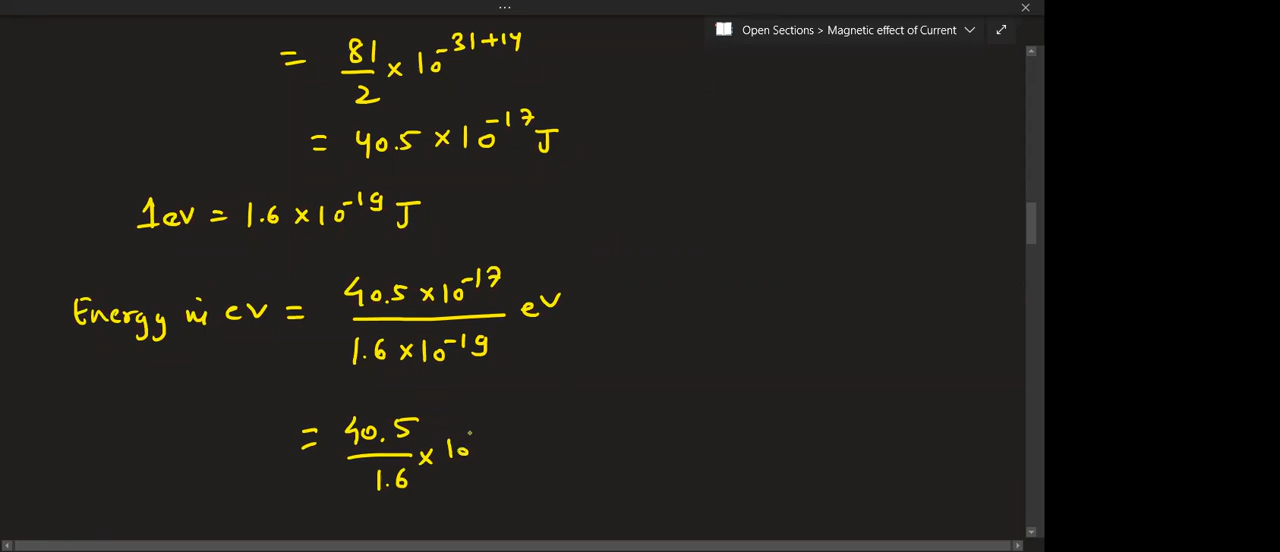 ...
Open Sections > Magnetic effect of Current
= 81/2 × 10^-31+14
= 40.5 × 10^-17 J
1ev = 1.6 × 10^-19 J
Energy in ev = 40.5 × 10^-17 / 1.6 × 10^-19 eV
= 40.5/1.6 × 10